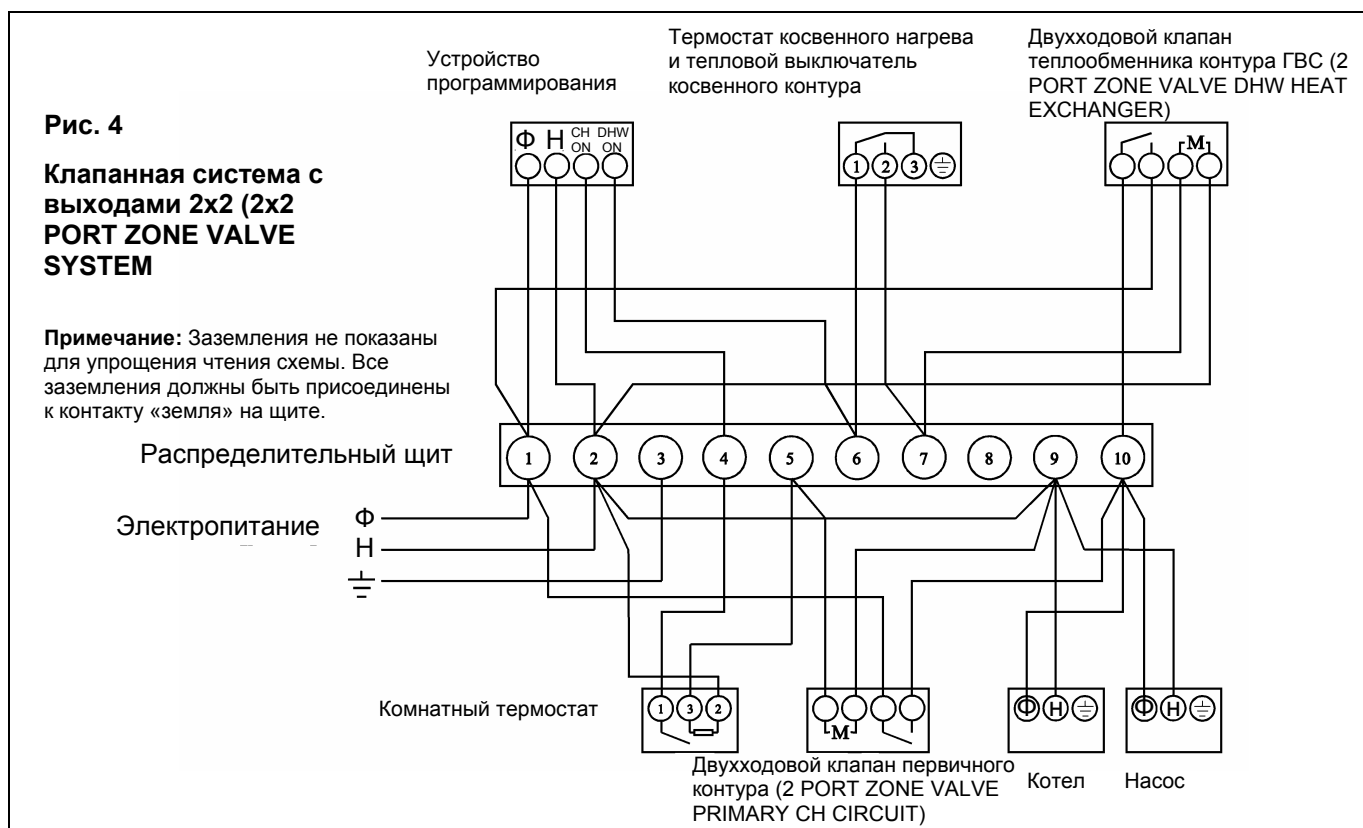 Рис. 4
Клапанная система с
выходами 2x2 (2x2
PORT ZONE VALVE
SYSTEM
Примечание: Заземления не показаны
для упрощения чтения схемы. Все
заземления должны быть присоединены
к контакту «земля» на щите.
Устройство
программирования
Ф Н CH ON DHW ON
Термостат косвенного нагрева
и тепловой выключатель
косвенного контура
1 2 3
Двухходовой клапан
теплообменника контура ГВС (2
PORT ZONE VALVE DHW HEAT
EXCHANGER)
M
Распределительный щит
1 2 3 4 5 6 7 8 9 10
Электропитание
Ф
Н
Комнатный термостат
1 3 2
M
Двухходовой клапан первичного
контура (2 PORT ZONE VALVE
PRIMARY CH CIRCUIT)
Ф Н
Котел
Ф Н
Насос